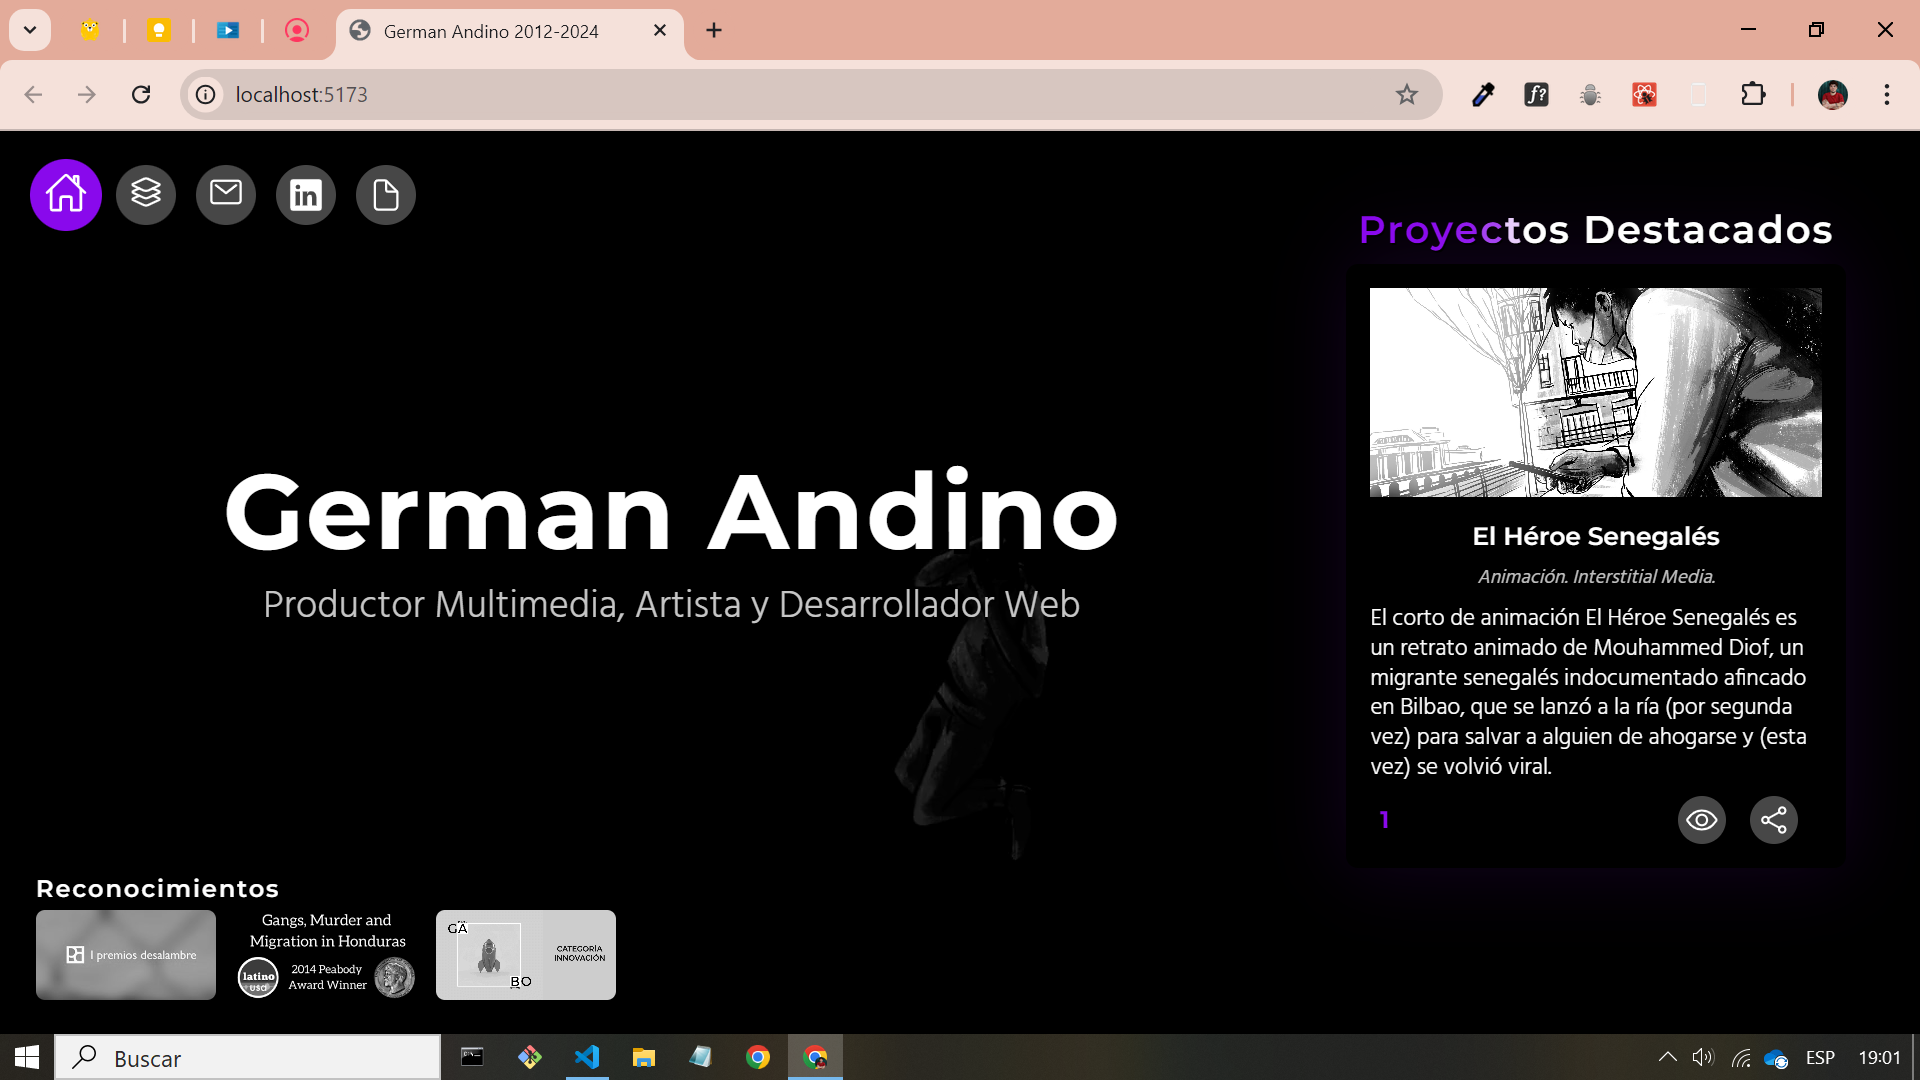 German Andino 2012-2024
localhost:5173
f?
in
Proyectos Destacados
German Andino
Productor Multimedia, Artista y Desarrollador Web
El Héroe Senegalés
Animación. Interstitial Media.
El corto de animación El Héroe Senegalés es
un retrato animado de Mouhammed Diof, un
migrante senegalés indocumentado afincado
en Bilbao, que se lanzó a la ría (por segunda
vez) para salvar a alguien de ahogarse y (esta
vez) se volvió viral.
1
Reconocimientos
I premios desalambre
Gangs, Murder and
Migration in Honduras
latino
USA
2014 Peabody
Award Winner
GA
BO
CATEGORÍA
INNOVACIÓN
Buscar
ESP
19:01